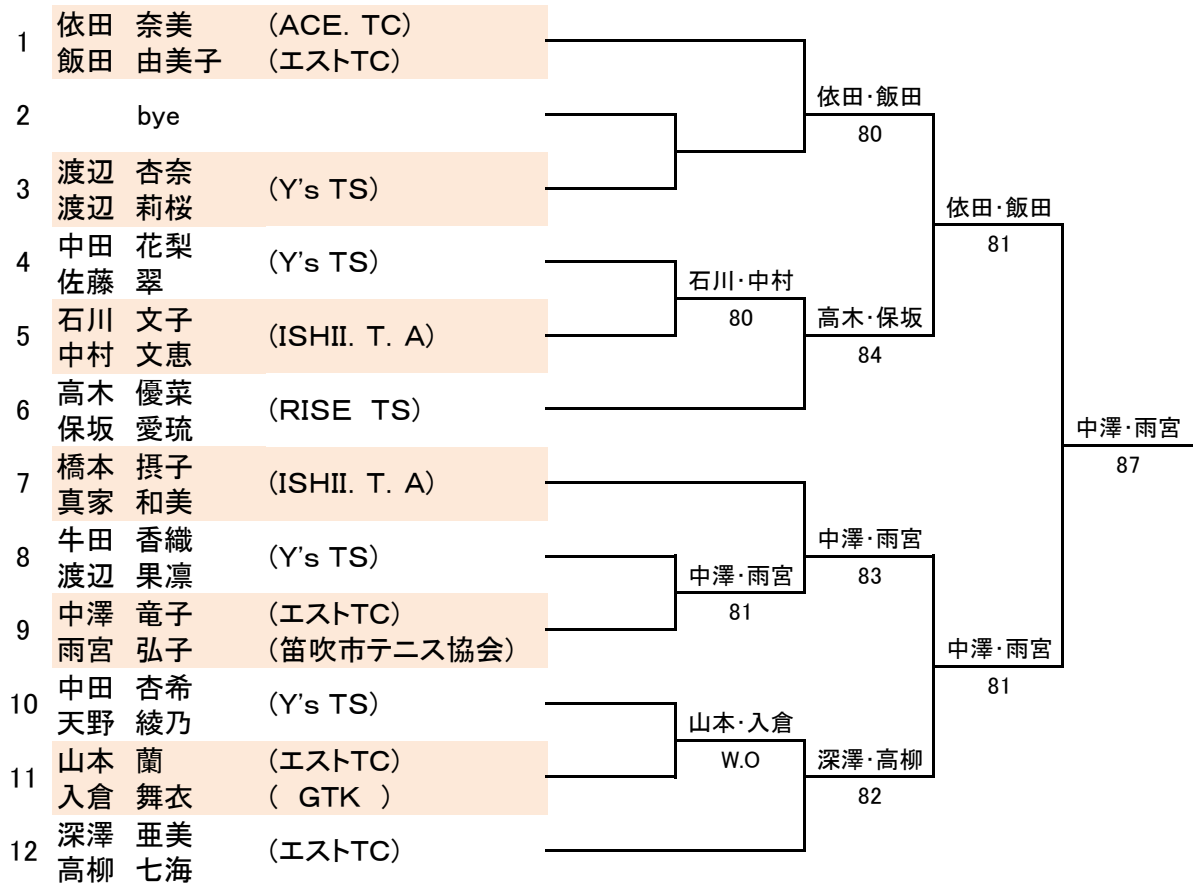 1 依田 奈美 (ACE. TC)
飯田 由美子 (エストTC)
2 bye
3 渡辺 杏奈 (Y's TS)
渡辺 莉桜
4 中田 花梨 (Y's TS)
佐藤 翠
5 石川 文子 (ISHII. T. A)
中村 文恵
6 高木 優菜 (RISE TS)
保坂 愛琉
7 橋本 摂子 (ISHII. T. A)
真家 和美
8 牛田 香織 (Y's TS)
渡辺 果凛
9 中澤 竜子 (エストTC)
雨宮 弘子 (笛吹市テニス協会)
10 中田 杏希 (Y's TS)
天野 綾乃
11 山本 蘭 (エストTC)
入倉 舞衣 ( GTK )
12 深澤 亜美 (エストTC)
高柳 七海
石川・中村
80
中澤・雨宮
81
山本・入倉
W.O
依田・飯田
80
高木・保坂
84
中澤・雨宮
83
深澤・高柳
82
依田・飯田
81
中澤・雨宮
81
中澤・雨宮
87